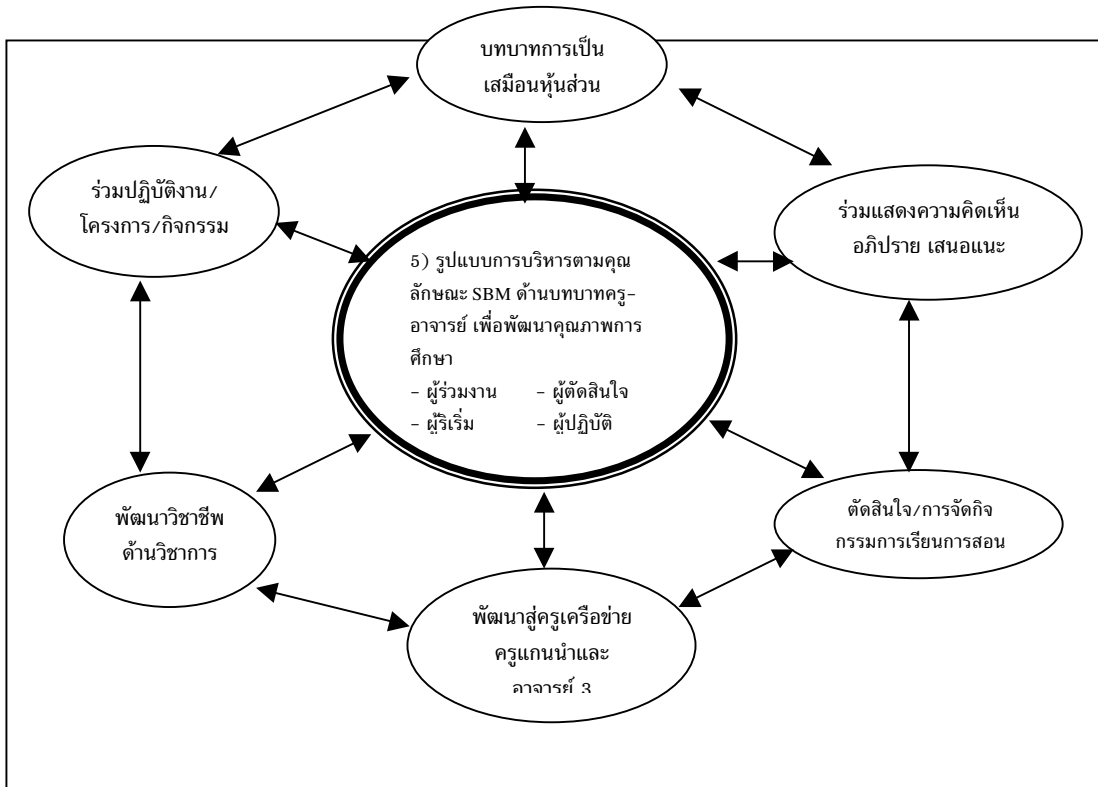 บทบาทการเป็น
เสมือนหุ้นส่วน
ร่วมปฏิบัติงาน/
โครงการ/กิจกรรม
ร่วมแสดงความคิดเห็น
อภิปราย เสนอแนะ
5) รูปแบบการบริหารตามคุณ
ลักษณะ SBM ด้านบทบาทครู–
อาจารย์ เพื่อพัฒนาคุณภาพการ
ศึกษา
– ผู้ร่วมงาน – ผู้ตัดสินใจ
– ผู้ริเริ่ม – ผู้ปฏิบัติ
พัฒนาวิชาชีพ
ด้านวิชาการ
ตัดสินใจ/การจัดกิจ
กรรมการเรียนการสอน
พัฒนาสู่ครูเครือข่าย
ครูแกนนำและ
อาจารย์ 3